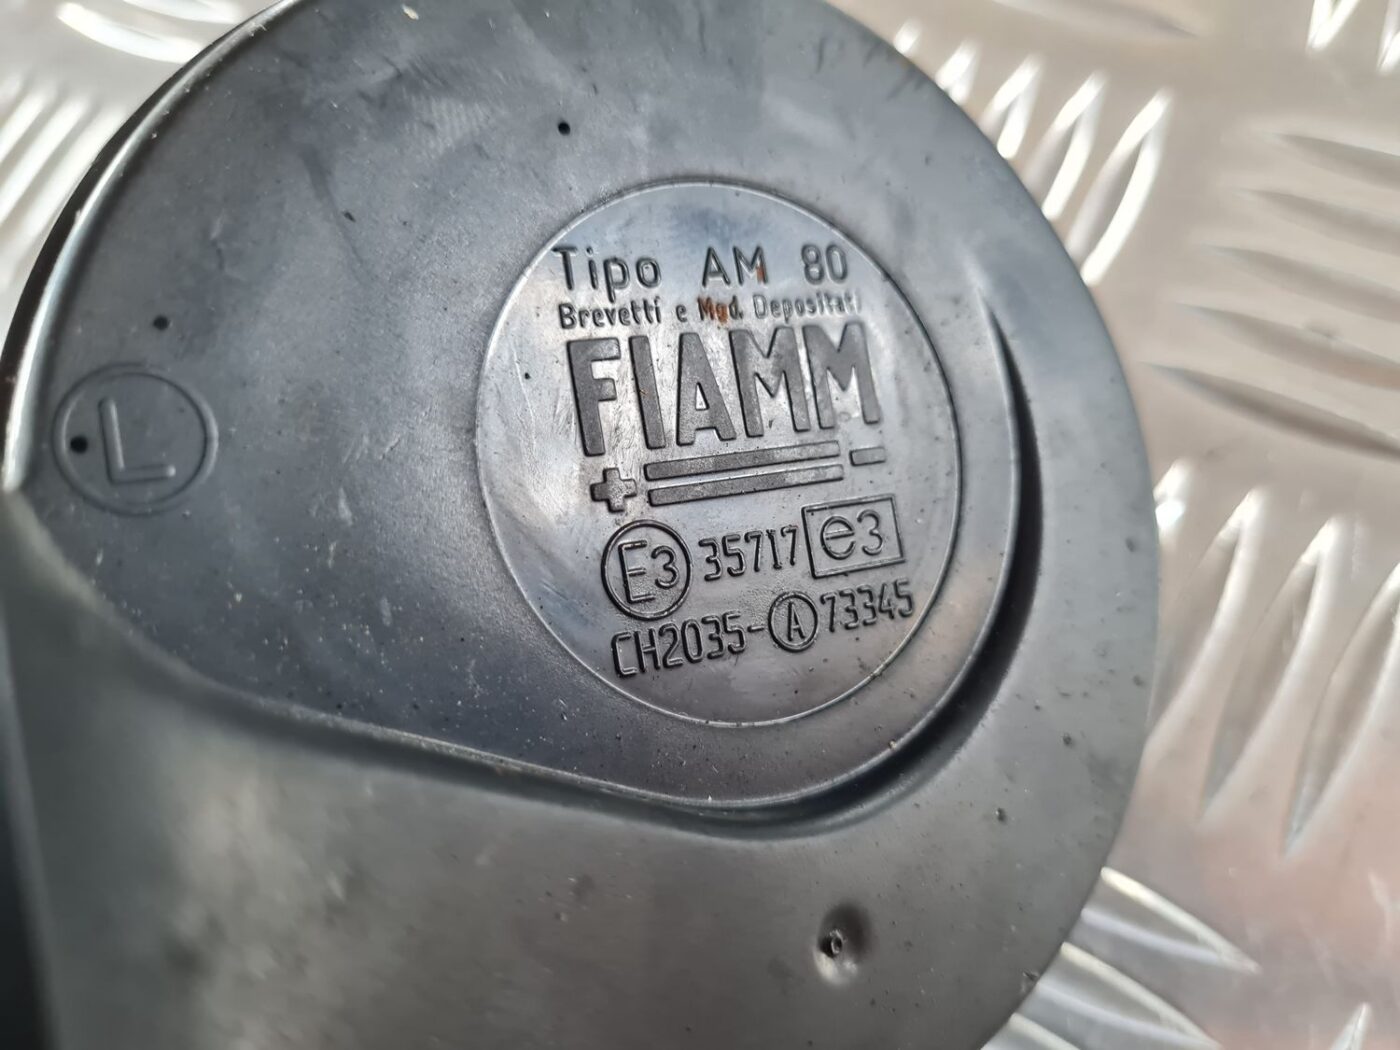 Tipo AM 80
Brevetti e Mod. Depositati
FIAMM
+ -
L
E3 35717 e3
CH2035-A 73345